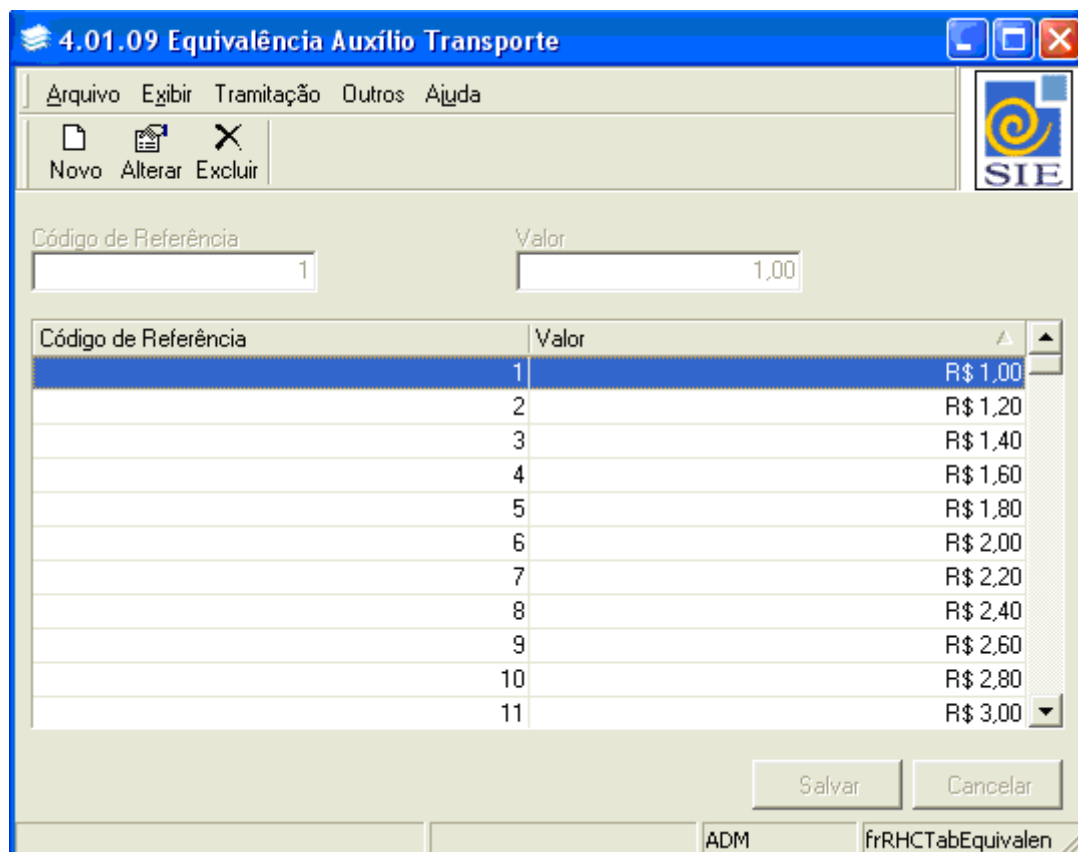 4.01.09 Equivalência Auxílio Transporte
Arquivo Exibir Tramitação Outros Ajuda
Novo Alterar Excluir
SIE
Código de Referência Valor
1 1,00
Código de Referência Valor
1 R$ 1,00
2 R$ 1,20
3 R$ 1,40
4 R$ 1,60
5 R$ 1,80
6 R$ 2,00
7 R$ 2,20
8 R$ 2,40
9 R$ 2,60
10 R$ 2,80
11 R$ 3,00
Salvar Cancelar
ADM frRHCTabEquivalen